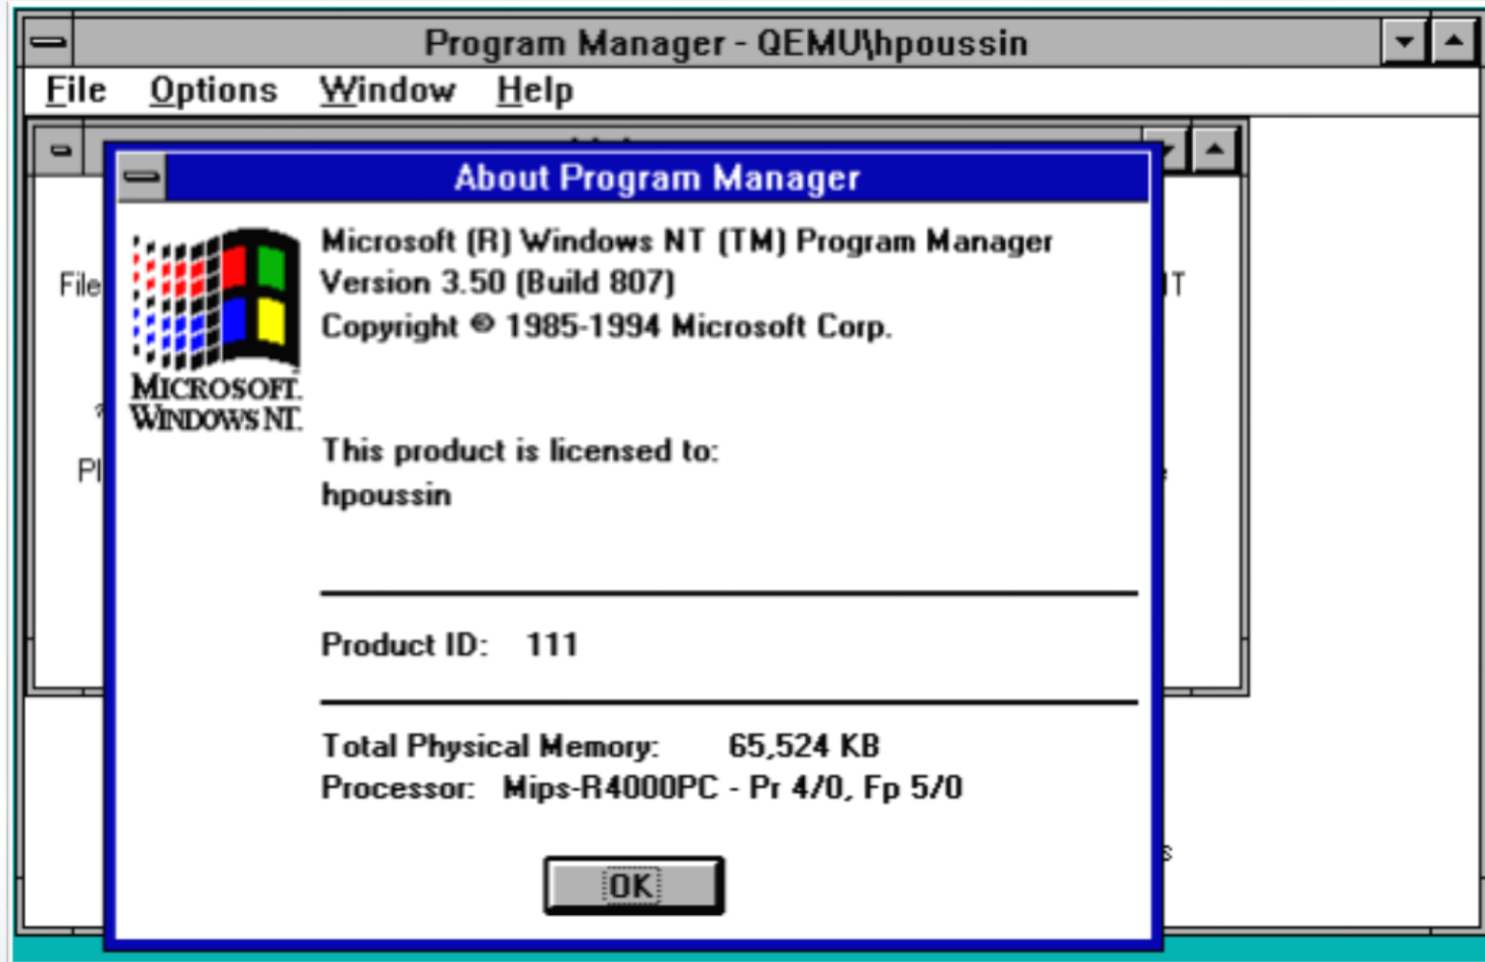 Program Manager - QEMU\hpoussin
File Options Window Help
About Program Manager
Microsoft (R) Windows NT (TM) Program Manager
Version 3.50 (Build 807)
Copyright © 1985-1994 Microsoft Corp.
MICROSOFT.
WINDOWS NT.
This product is licensed to:
hpoussin
Product ID: 111
Total Physical Memory: 65,524 KB
Processor: Mips-R4000PC - Pr 4/0, Fp 5/0
OK
File